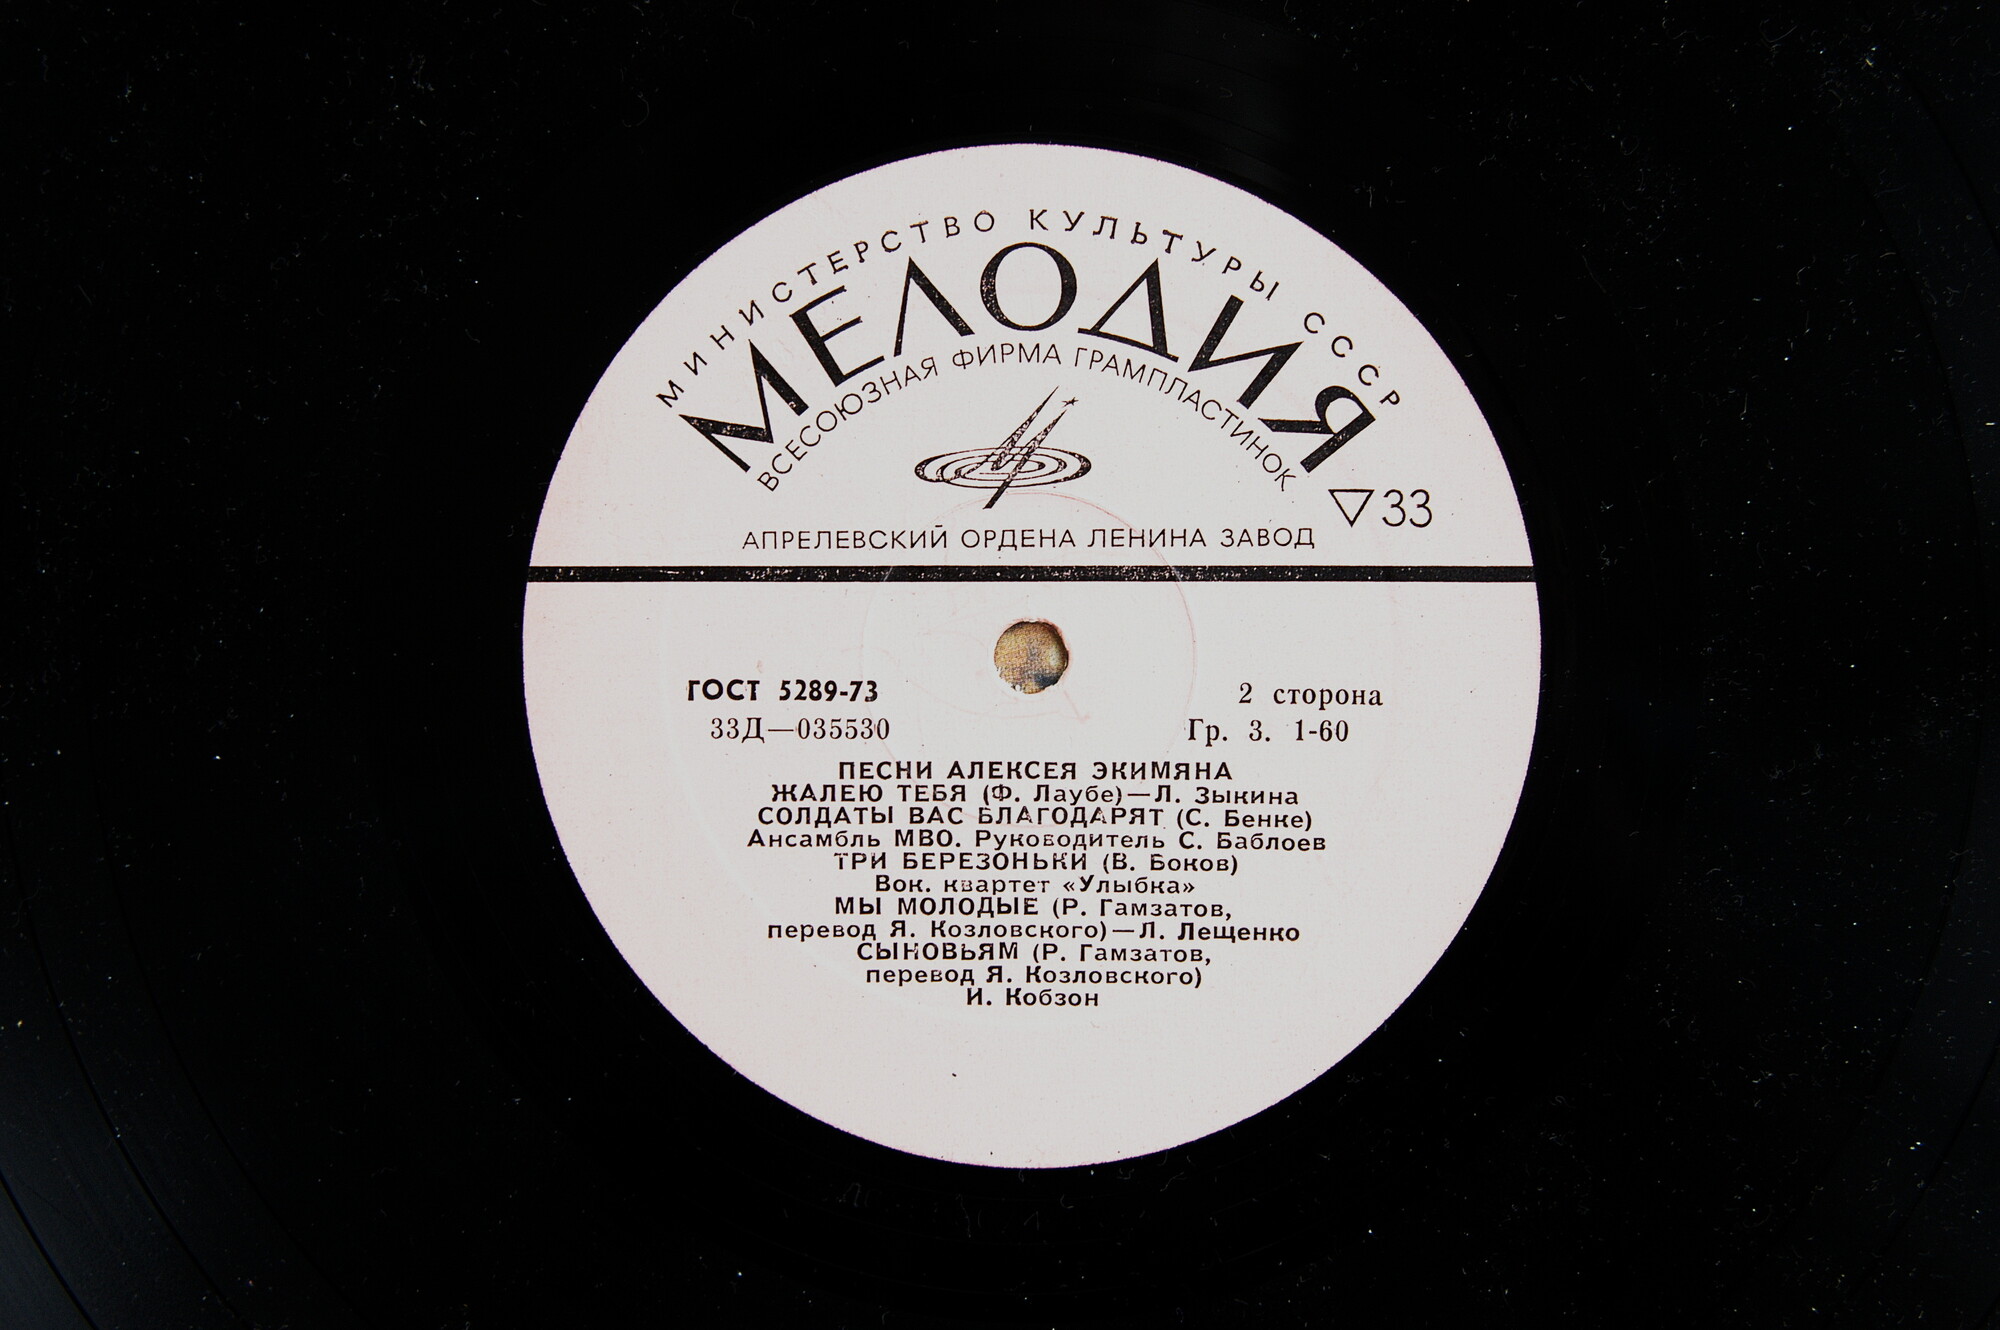 МИНИСТЕРСТВО КУЛЬТУРЫ СССР
МЕЛОДИЯ
ВСЕСОЮЗНАЯ ФИРМА ГРАМПЛАСТИНОК
▽33
АПРЕЛЕВСКИЙ ОРДЕНА ЛЕНИНА ЗАВОД
ГОСТ 5289-73
2 сторона
33Д—035530
Гр. 3. 1-60
ПЕСНИ АЛЕКСЕЯ ЭКИМЯНА
ЖАЛЕЮ ТЕБЯ (Ф. Лаубе)—Л. Зыкина
СОЛДАТЫ ВАС БЛАГОДАРЯТ (С. Бенке)
Ансамбль МВО. Руководитель С. Баблоев
ТРИ БЕРЕЗОНЬКИ (В. Боков)
Вок. квартет «Улыбка»
МЫ МОЛОДЫЕ (Р. Гамзатов,
перевод Я. Козловского)—Л. Лещенко
СЫНОВЬЯМ (Р. Гамзатов,
перевод Я. Козловского)
И. Кобзон